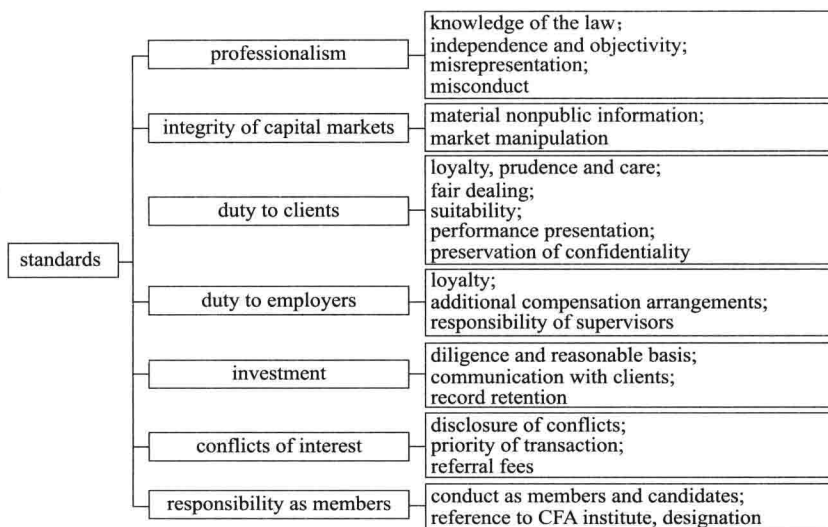 standards
professionalism
knowledge of the law;
independence and objectivity;
misrepresentation;
misconduct
integrity of capital markets
material nonpublic information;
market manipulation
duty to clients
loyalty, prudence and care;
fair dealing;
suitability;
performance presentation;
preservation of confidentiality
duty to employers
loyalty;
additional compensation arrangements;
responsibility of supervisors
investment
diligence and reasonable basis;
communication with clients;
record retention
conflicts of interest
disclosure of conflicts;
priority of transaction;
referral fees
responsibility as members
conduct as members and candidates;
reference to CFA institute, designation